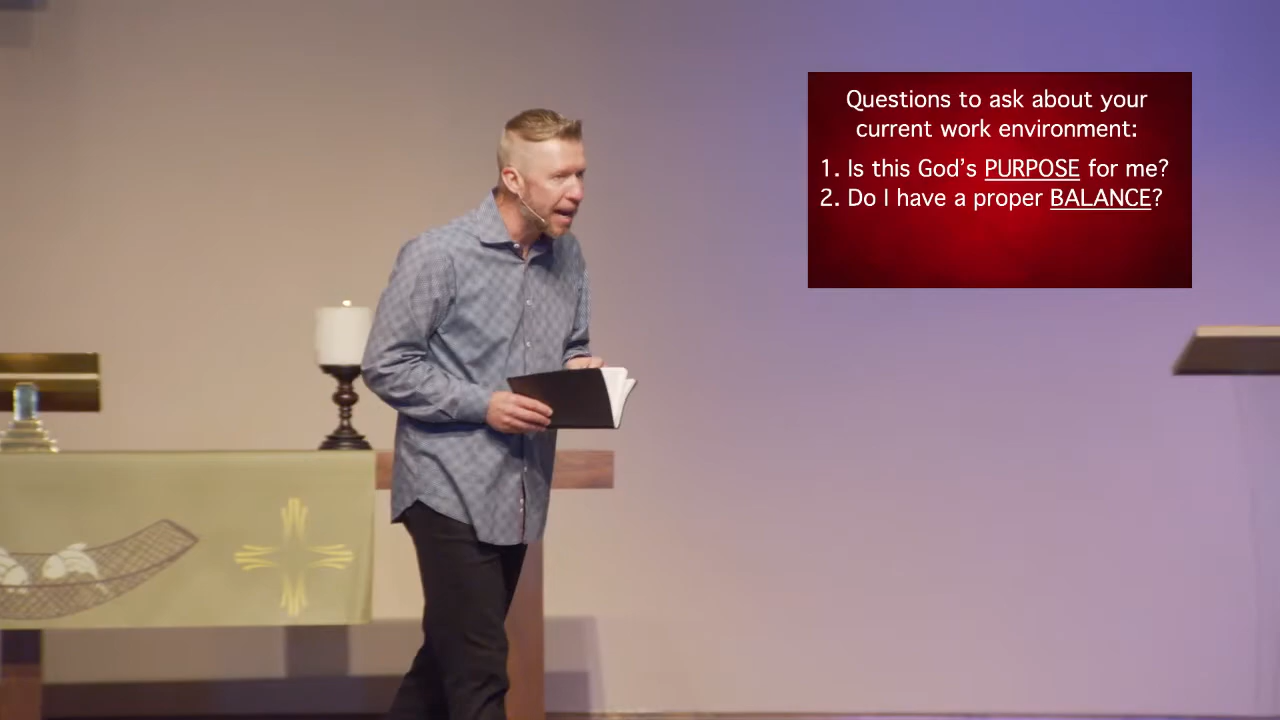 Questions to ask about your
current work environment:
1. Is this God's PURPOSE for me?
2. Do I have a proper BALANCE?